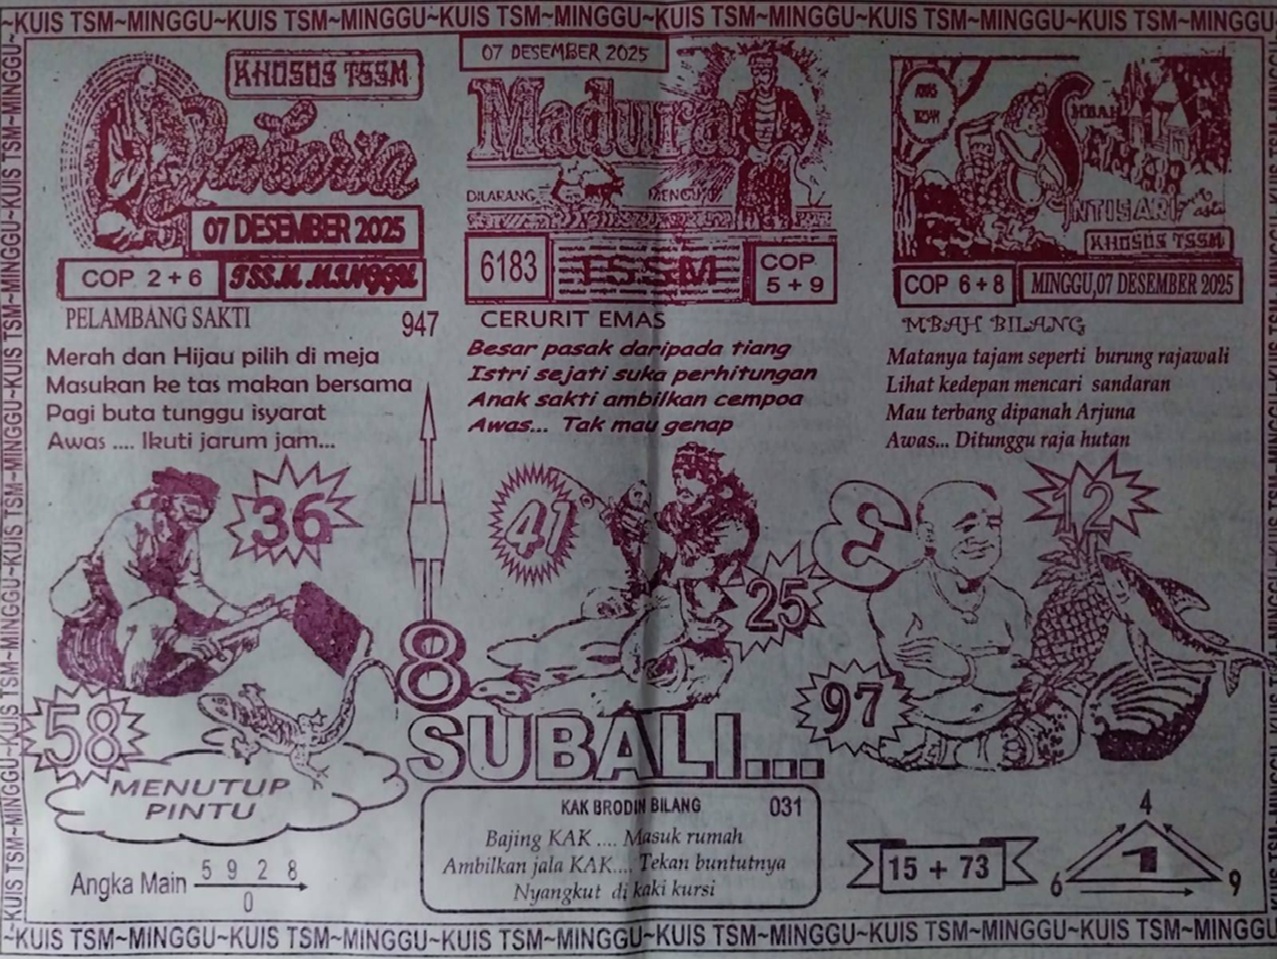 KUIS TSM~MINGGU~KUIS TSM~MINGGU~KUIS TSM~MINGGU~KUIS TSM~MINGGU~KUIS TSM~MINGGU~KUIS TSM~MINGGU
KHUSUS TSSM
07 DESEMBER 2025
COP 2 + 6
TSS.M MINGGU
PELAMBANG SAKTI
947
Merah dan Hijau pilih di meja
Masukan ke tas makan bersama
Pagi buta tunggu isyarat
Awas .... Ikuti jarum jam...
36
58
MENUTUP
PINTU
Angka Main 5 9 2 8
0
07 DESEMBER 2025
Madura
DILARANG MENGU
6183
TSSM
COP
5 + 9
CERURIT EMAS
Besar pasak daripada tiang
Istri sejati suka perhitungan
Anak sakti ambilkan cempoa
Awas... Tak mau genap
41
25
8
SUBALI...
KAK BRODIN BILANG 031
Bajing KAK .... Masuk rumah
Ambilkan jala KAK.... Tekan buntutnya
Nyangkut di kaki kursi
MBAH
SEMAR
INTISARI
KHUSUS TSSM
COP 6 + 8
MINGGU,07 DESEMBER 2025
MBAH BILANG
Matanya tajam seperti burung rajawali
Lihat kedepan mencari sandaran
Mau terbang dipanah Arjuna
Awas... Ditunggu raja hutan
12
97
15 + 73
4
1
6
9
~KUIS TSM~MINGGU~KUIS TSM~MINGGU~KUIS TSM~MINGGU~KUIS TSM~MINGGU~KUIS TSM~MINGGU~KUIS TSM~MINGGU